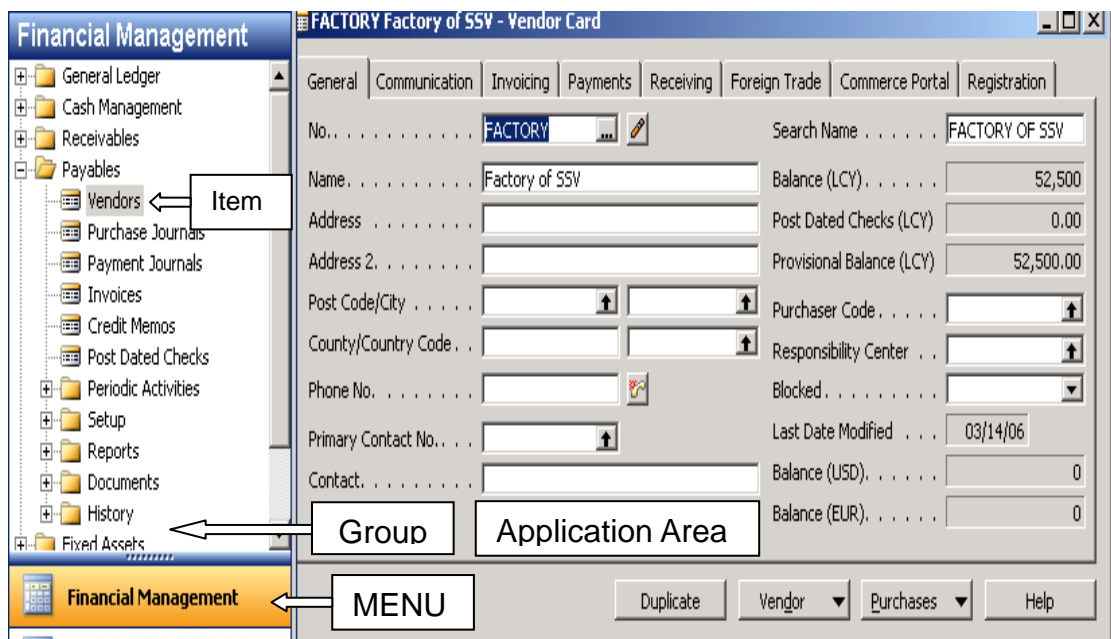 Financial Management
General Ledger
Cash Management
Receivables
Payables
Vendors
Item
Purchase Journals
Payment Journals
Invoices
Credit Memos
Post Dated Checks
Periodic Activities
Setup
Reports
Documents
History
Fixed Assets
Group
Financial Management
MENU
FACTORY Factory of SSV - Vendor Card
General Communication Invoicing Payments Receiving Foreign Trade Commerce Portal Registration
No.. . . . . . . . . . . FACTORY ...
Name. . . . . . . . . . Factory of SSV
Address . . . . . . . .
Address 2. . . . . . . .
Post Code/City . . . . .
County/Country Code . .
Phone No. . . . . . . .
Primary Contact No.. . .
Contact. . . . . . . . .
Application Area
Search Name . . . . . . FACTORY OF SSV
Balance (LCY). . . . . . 52,500
Post Dated Checks (LCY) 0.00
Provisional Balance (LCY) 52,500.00
Purchaser Code. . . . .
Responsibility Center . .
Blocked. . . . . . . . .
Last Date Modified . . . 03/14/06
Balance (USD). . . . . . 0
Balance (EUR). . . . . . 0
Duplicate Vendor Purchases Help